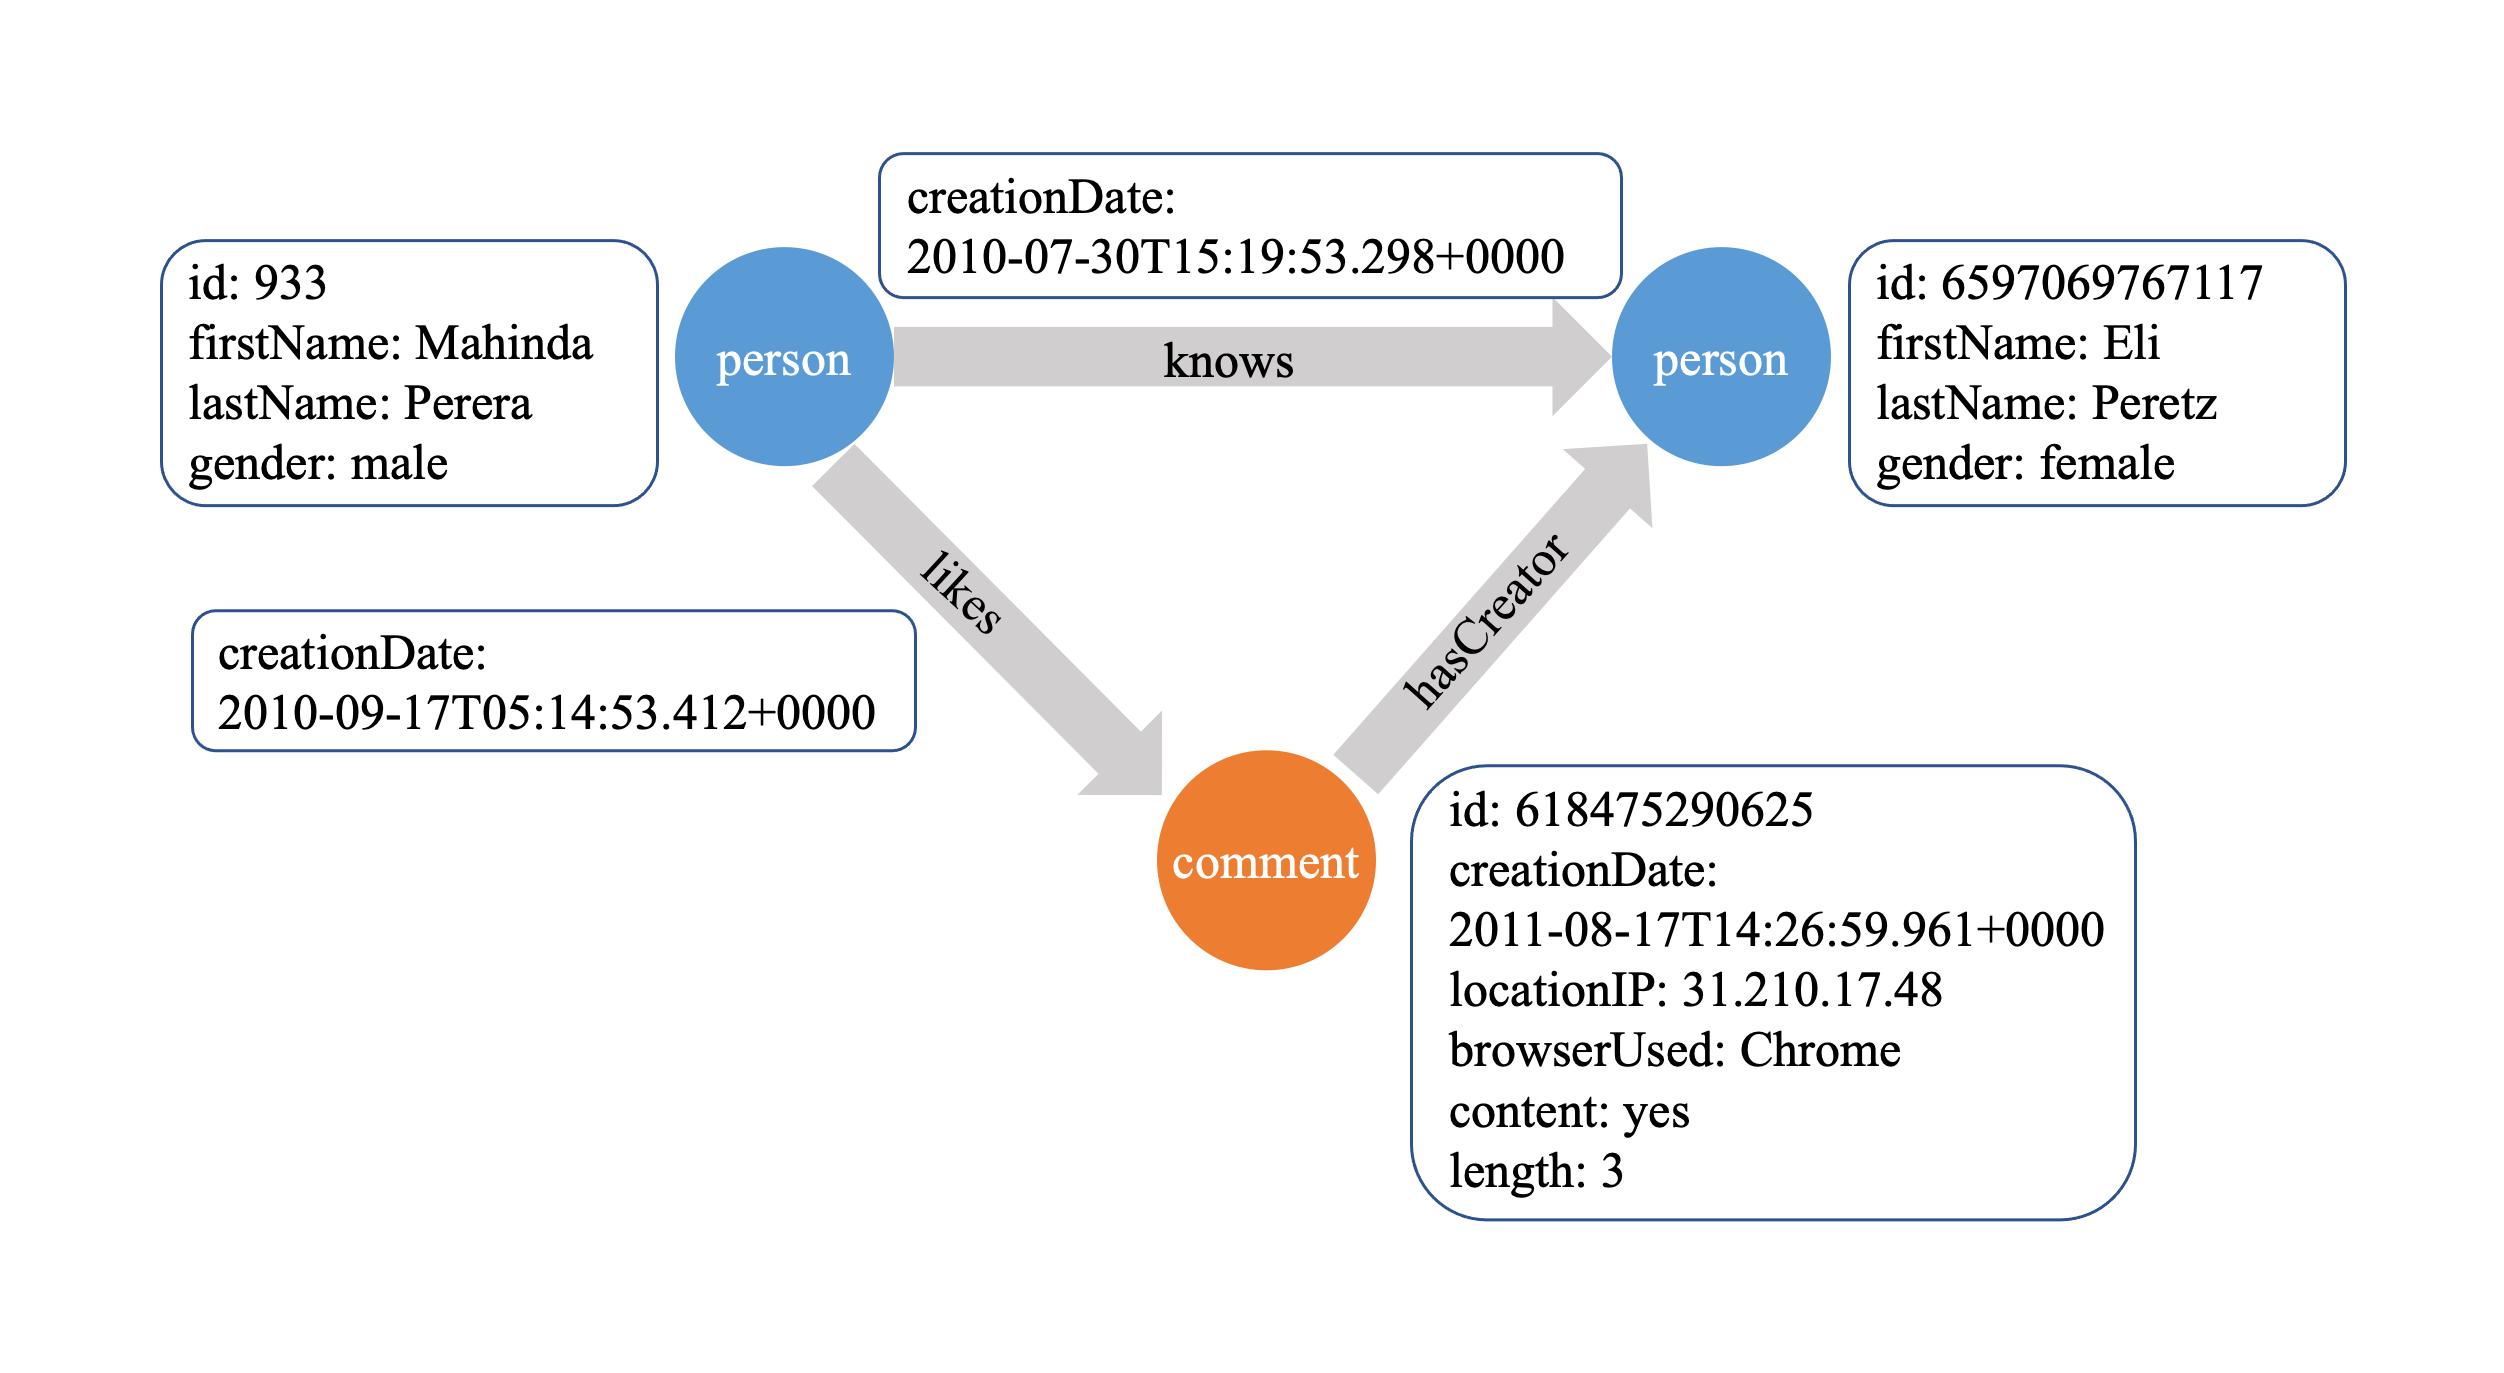 creationDate:
2010-07-30T15:19:53.298+0000
id: 933
firstName: Mahinda
lastName: Perera
gender: male
person
knows
person
id: 6597069767117
firstName: Eli
lastName: Peretz
gender: female
likes
hasCreator
creationDate:
2010-09-17T05:14:53.412+0000
comment
id: 618475290625
creationDate:
2011-08-17T14:26:59.961+0000
locationIP: 31.210.17.48
browserUsed: Chrome
content: yes
length: 3